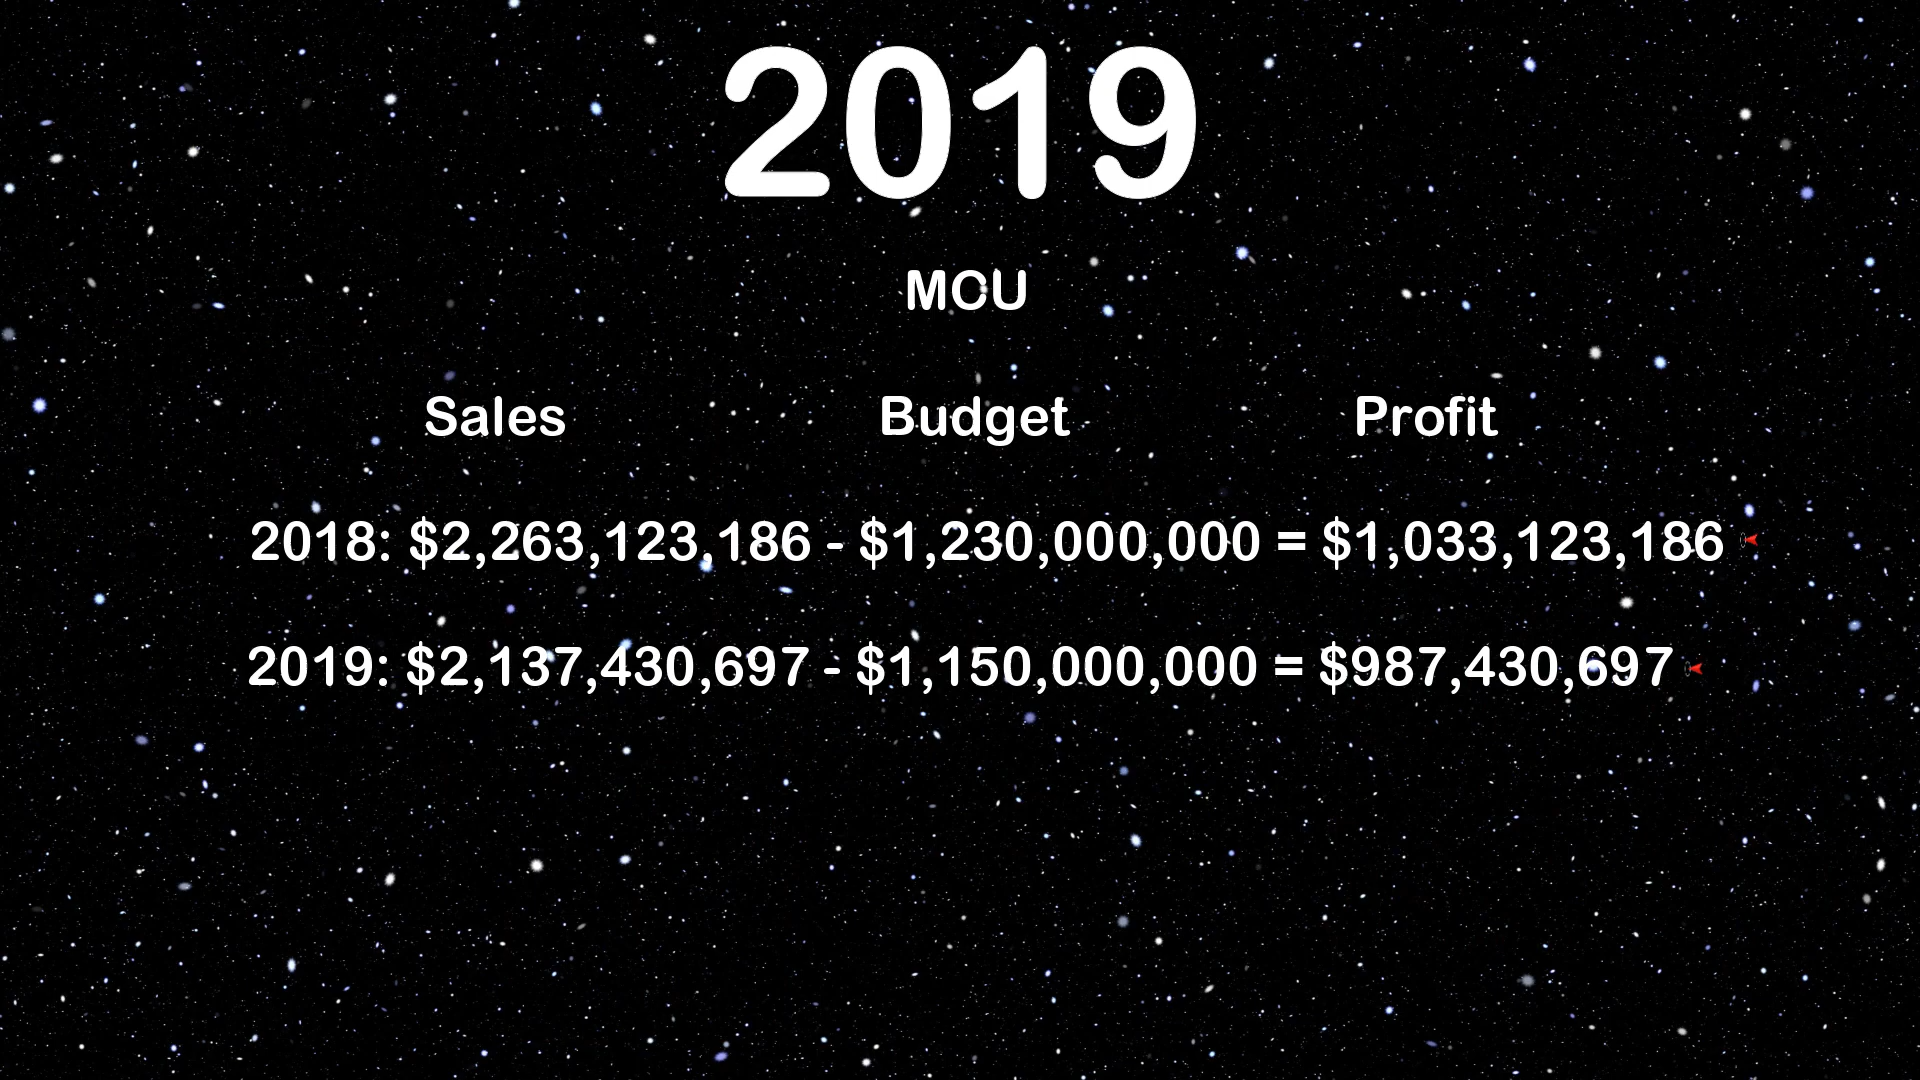 2019
MCU
Sales Budget Profit
2018: $2,263,123,186 - $1,230,000,000 = $1,033,123,186
2019: $2,137,430,697 - $1,150,000,000 = $987,430,697